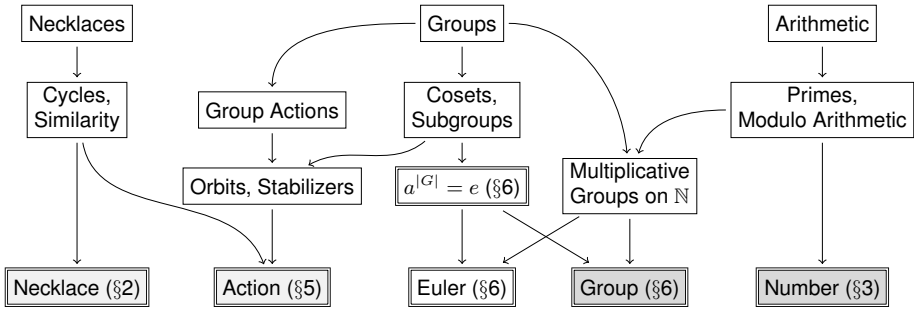 Necklaces
Groups
Arithmetic
Cycles,
Similarity
Group Actions
Cosets,
Subgroups
Primes,
Modulo Arithmetic
Orbits, Stabilizers
a^{|G|} = e (§6)
Multiplicative
Groups on ℕ
Necklace (§2)
Action (§5)
Euler (§6)
Group (§6)
Number (§3)